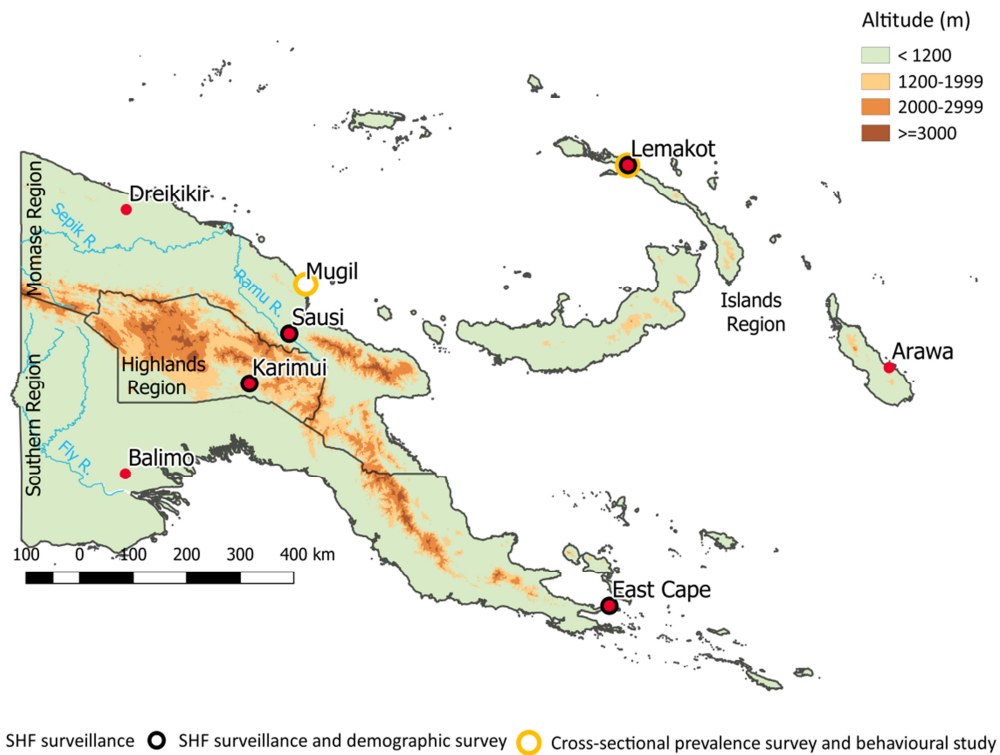 Altitude (m)
< 1200
1200-1999
2000-2999
>=3000
Lemakot
Dreikikir
Momase Region
Sepik R.
Mugil
Ramu R.
Sausi
Islands
Region
Highlands
Region
Karimui
Arawa
Southern Region
Fly R.
Balimo
100 0 100 200 300 400 km
East Cape
SHF surveillance SHF surveillance and demographic survey Cross-sectional prevalence survey and behavioural study